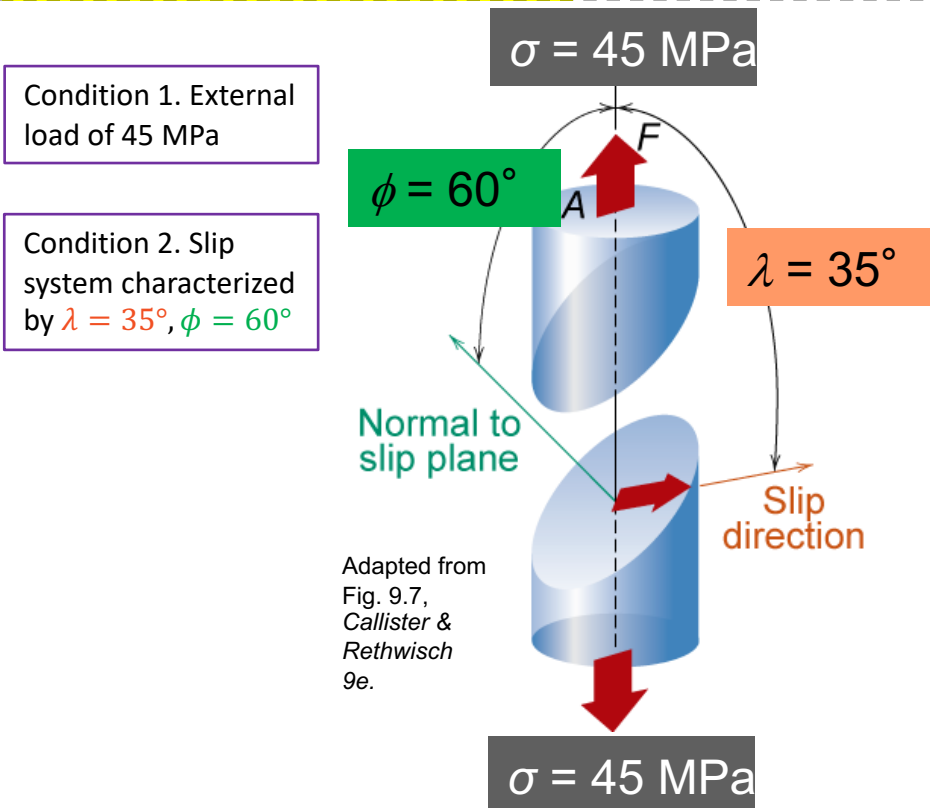 σ = 45 MPa
Condition 1. External
load of 45 MPa
F
ϕ = 60°
A
Condition 2. Slip
system characterized
by λ = 35°, ϕ = 60°
λ = 35°
Normal to
slip plane
Slip
direction
Adapted from
Fig. 9.7,
Callister &
Rethwisch
9e.
σ = 45 MPa